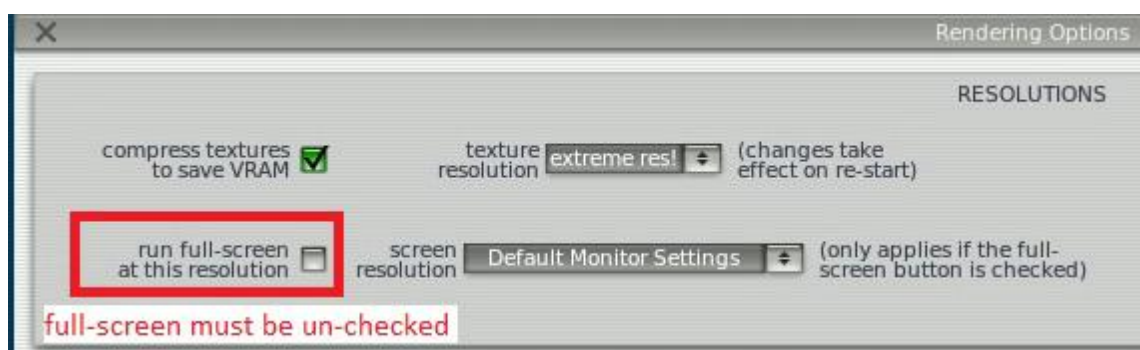 Rendering Options
RESOLUTIONS
compress textures
to save VRAM
texture
resolution
extreme res!
(changes take
effect on re-start)
run full-screen
at this resolution
screen
resolution
Default Monitor Settings
(only applies if the full-
screen button is checked)
full-screen must be un-checked